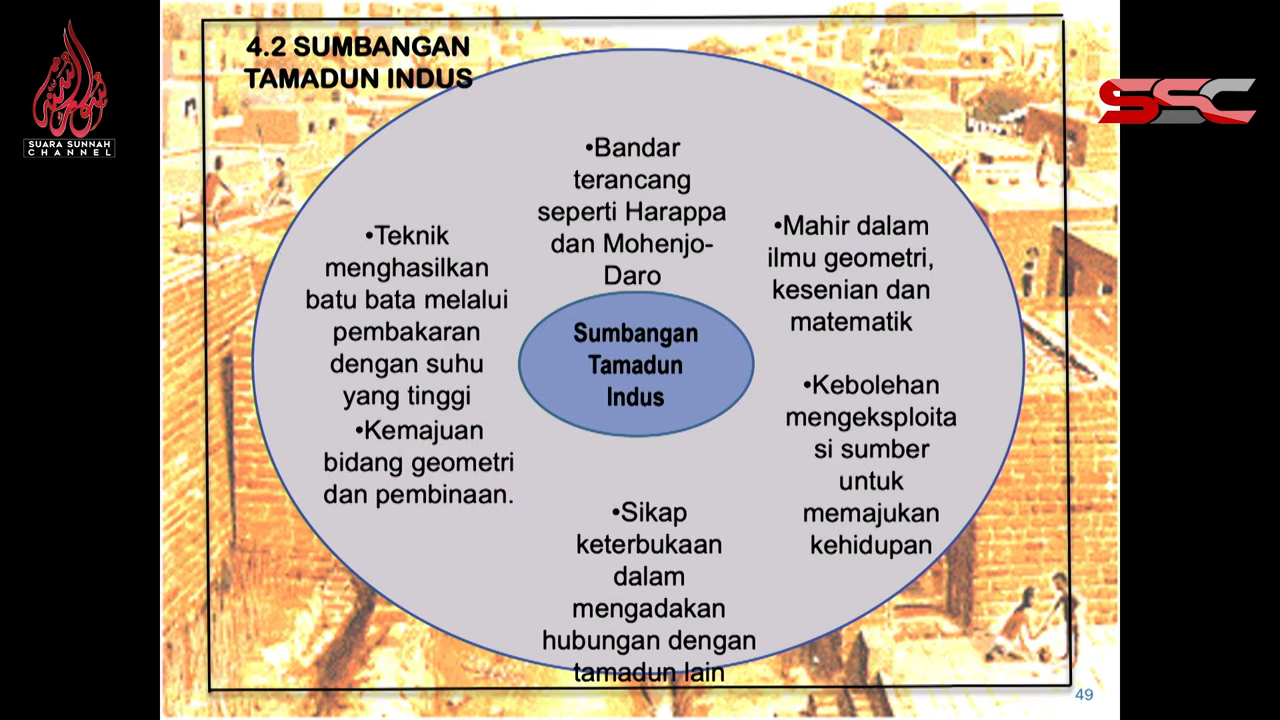 4.2 SUMBANGAN
TAMADUN INDUS
SUARA SUNNAH
CHANNEL
SSC
•Bandar
terancang
seperti Harappa
dan Mohenjo-
Daro
•Teknik
menghasilkan
batu bata melalui
pembakaran
dengan suhu
yang tinggi
•Kemajuan
bidang geometri
dan pembinaan.
Sumbangan
Tamadun
Indus
•Mahir dalam
ilmu geometri,
kesenian dan
matematik
•Kebolehan
mengeksploita
si sumber
untuk
memajukan
kehidupan
•Sikap
keterbukaan
dalam
mengadakan
hubungan dengan
tamadun lain
49